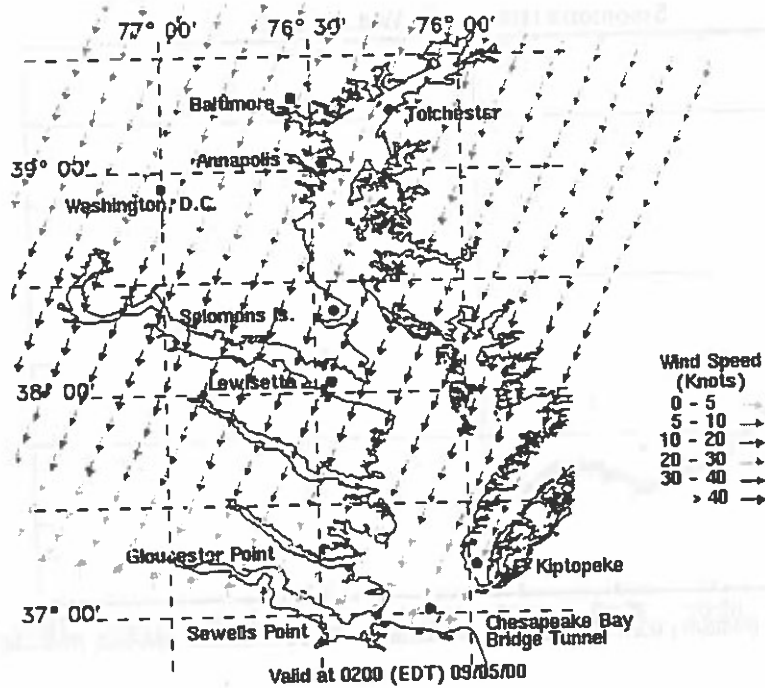 77° 00'
76° 30'
76° 00'
Baltimore
Tolchester
Annapolis
39° 00'
Washington, D.C.
Solomons Is.
Lewisetta
38° 00'
Wind Speed
(Knots)
0 - 5
5 - 10
10 - 20
20 - 30
30 - 40
> 40
Gloucester Point
Kiptopeke
37° 00'
Sewells Point
Chesapeake Bay
Bridge Tunnel
Valid at 0200 (EDT) 09/05/00